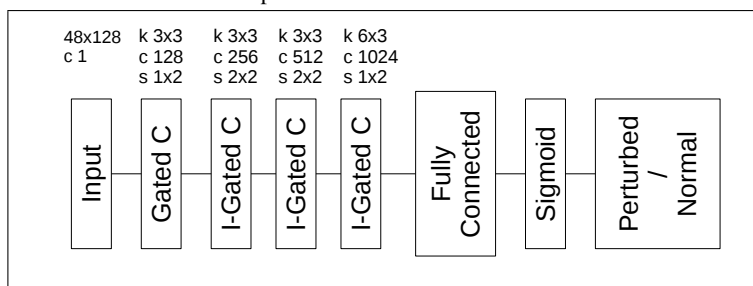 48x128
c 1
k 3x3
c 128
s 1x2
k 3x3
c 256
s 2x2
k 3x3
c 512
s 2x2
k 6x3
c 1024
s 1x2
Input
Gated C
I-Gated C
I-Gated C
I-Gated C
Fully
Connected
Sigmoid
Perturbed
/
Normal